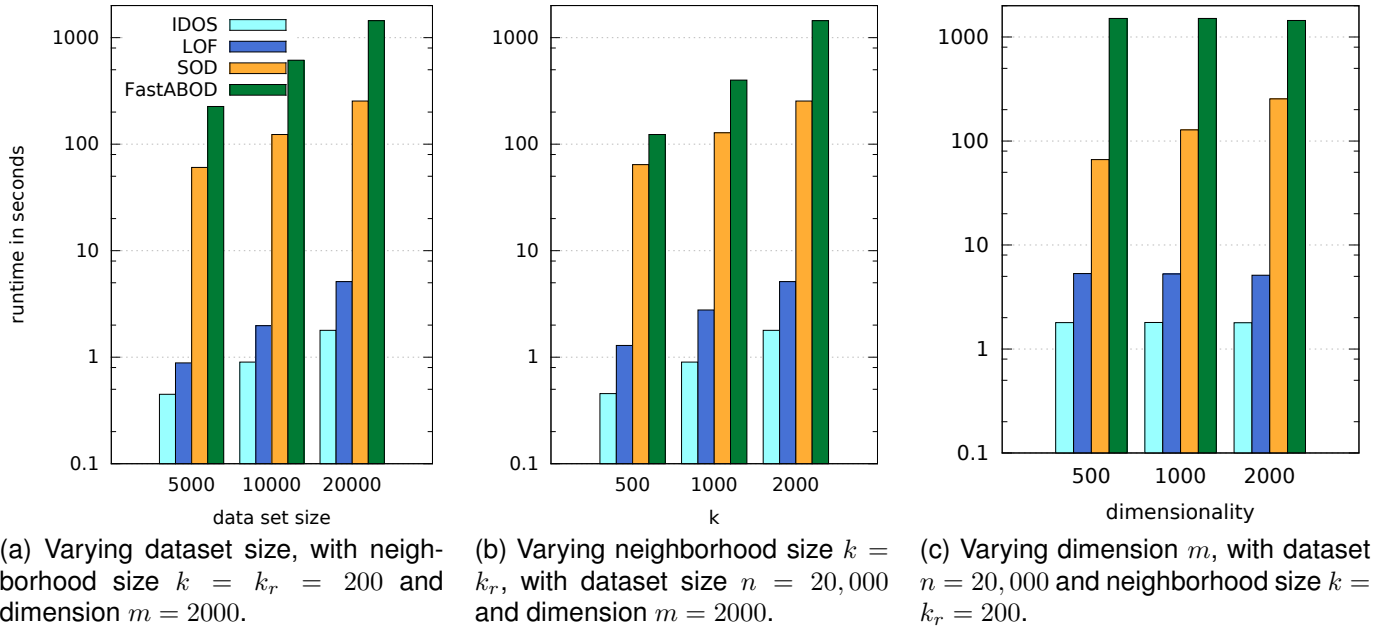 IDOS
LOF
SOD
FastABOD
runtime in seconds
1000
100
10
1
0.1
5000 10000 20000
data set size
(a) Varying dataset size, with neigh-
borhood size k = k_r = 200 and
dimension m = 2000.
1000
100
10
1
0.1
500 1000 2000
k
(b) Varying neighborhood size k =
k_r, with dataset size n = 20,000
and dimension m = 2000.
1000
100
10
1
0.1
500 1000 2000
dimensionality
(c) Varying dimension m, with dataset
n = 20,000 and neighborhood size k =
k_r = 200.